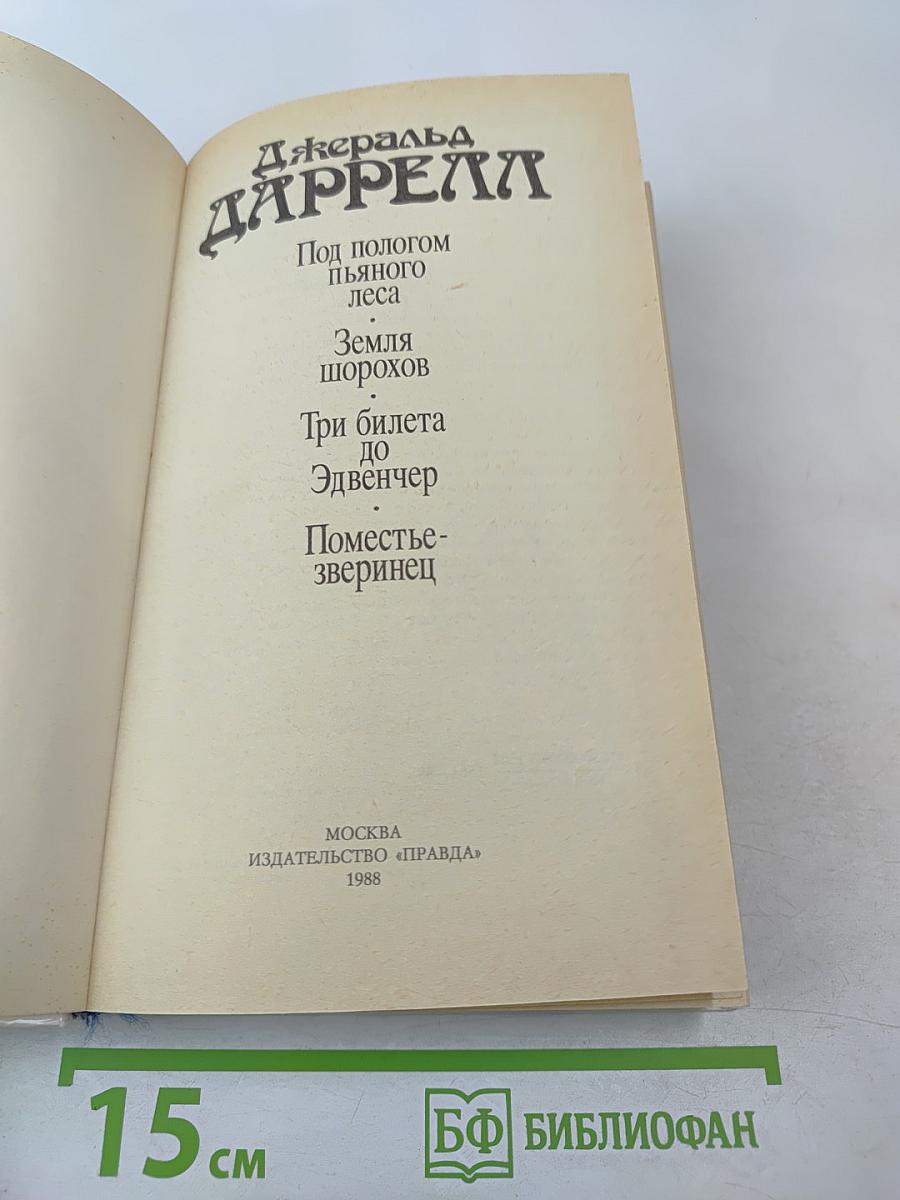 Джеральд
ДАРРЕЛЛ
Под пологом
пьяного
леса
•
Земля
шорохов
•
Три билета
до
Эдвенчер
•
Поместье-
зверинец
МОСКВА
ИЗДАТЕЛЬСТВО «ПРАВДА»
1988
15 см
БФ БИБЛИОФАН